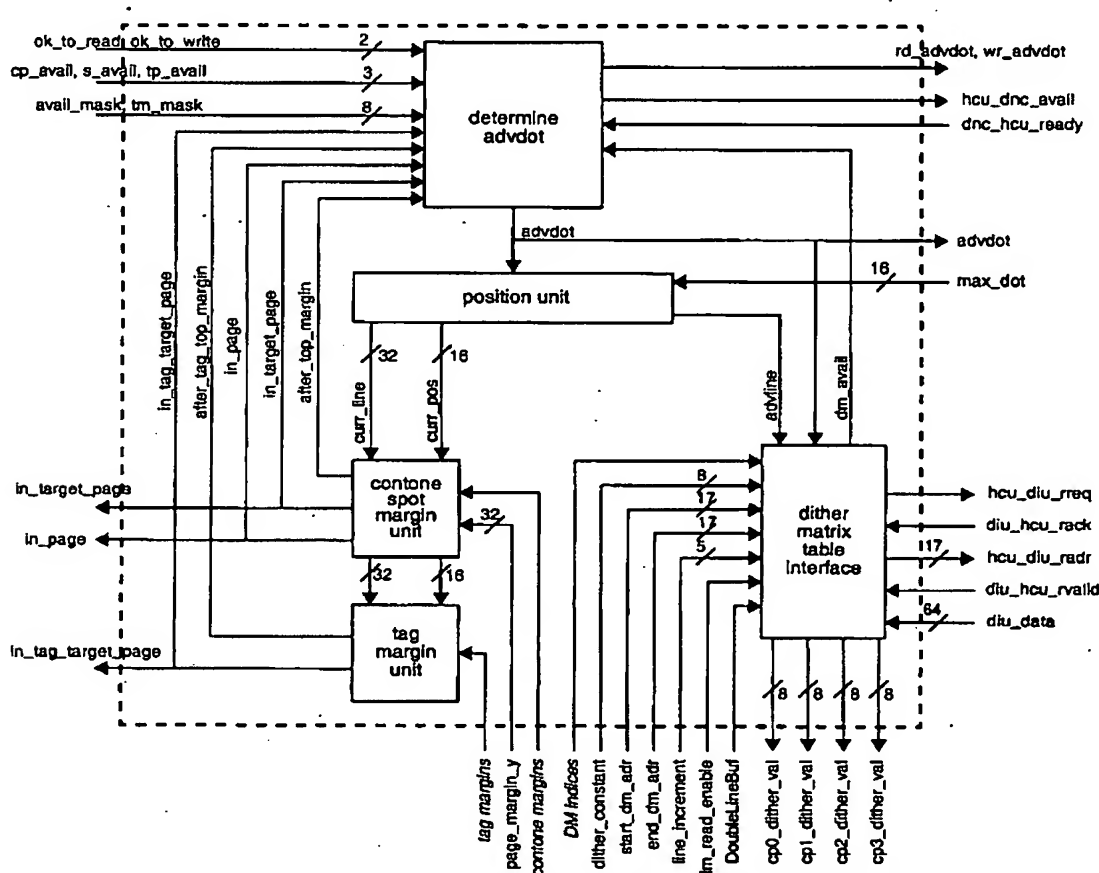 ok_to_read, ok_to_write
2
cp_avail, s_avail, tp_avail
3
avail_mask, tm_mask
8
determine
advdot
rd_advdot, wr_advdot
hcu_dnc_avail
dnc_hcu_ready
advdot
advdot
position unit
16
max_dot
in_tag_target_page
after_tag_top_margin
in_page
in_target_page
after_top_margin
32
16
curr_line
curr_pos
advline
dm_avail
in_target_page
in_page
contone
spot
margin
unit
32
32
16
tag
margin
unit
in_tag_target_page
8
17
17
5
dither
matrix
table
interface
hcu_diu_rreq
diu_hcu_rack
17
hcu_diu_radr
diu_hcu_rvalid
64
diu_data
8
8
8
8
tag margins
page_margin_y
contone margins
DM indices
dither_constant
start_dm_adr
end_dm_adr
line_increment
dm_read_enable
DoubleLineBuf
cp0_dither_val
cp1_dither_val
cp2_dither_val
cp3_dither_val